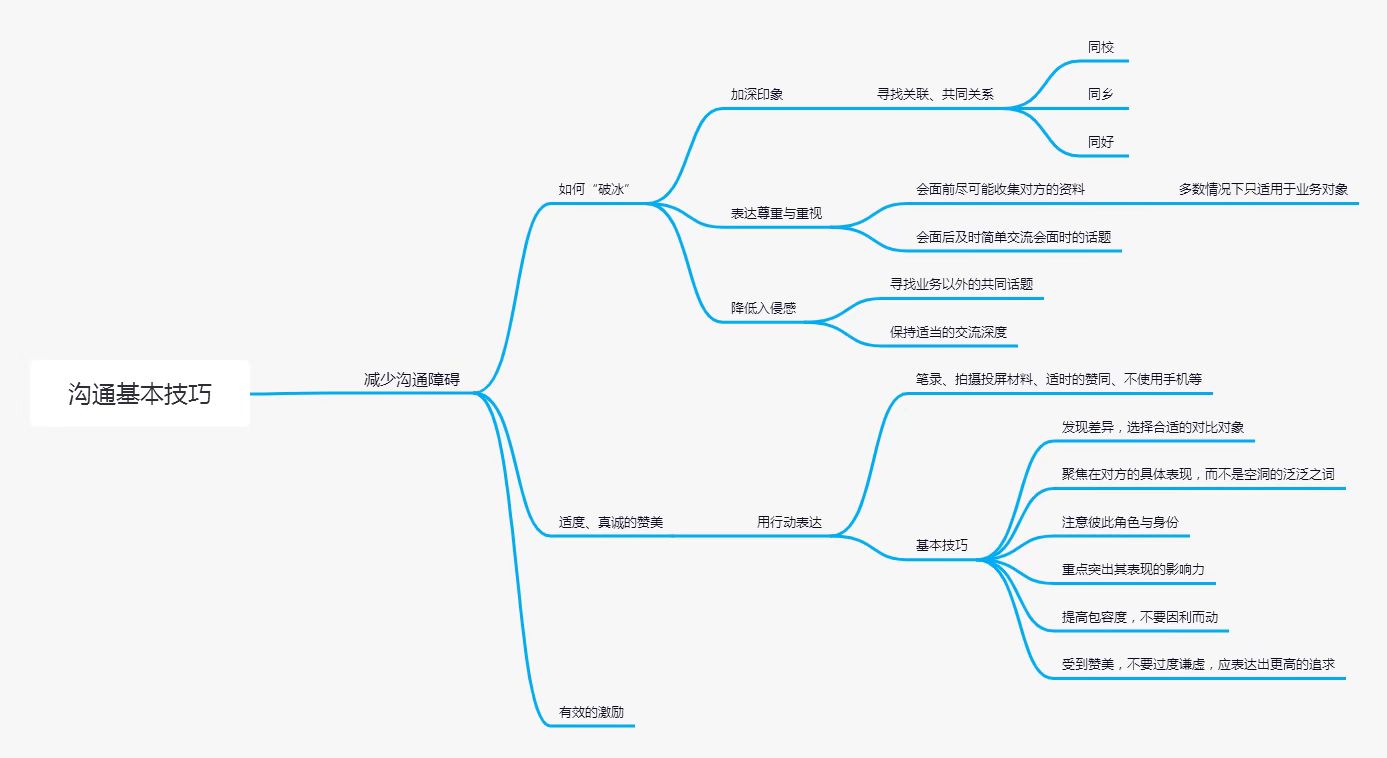 沟通基本技巧
减少沟通障碍
如何“破冰”
加深印象
寻找关联、共同关系
同校
同乡
同好
表达尊重与重视
会面前尽可能收集对方的资料
多数情况下只适用于业务对象
会面后及时简单交流会面时的话题
降低入侵感
寻找业务以外的共同话题
保持适当的交流深度
适度、真诚的赞美
用行动表达
笔录、拍摄投屏材料、适时的赞同、不使用手机等
基本技巧
发现差异，选择合适的对比对象
聚焦在对方的具体表现，而不是空洞的泛泛之词
注意彼此角色与身份
重点突出其表现的影响力
提高包容度，不要因利而动
受到赞美，不要过度谦虚，应表达出更高的追求
有效的激励